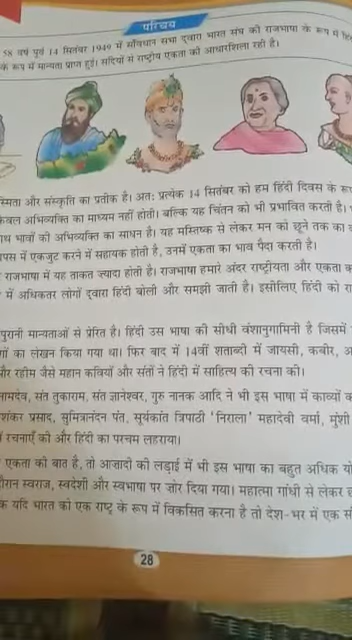 परिचय
58 वर्ष पूर्व 14 सितंबर 1949 में संविधान सभा द्वारा भारत संघ की राजभाषा के रूप में
के रूप में मान्यता प्राप्त हुई। सदियों से राष्ट्रीय एकता की आधारशिला रही है।
और संस्कृति का प्रतीक है। अतः प्रत्येक 14 सितंबर को हम हिंदी दिवस के
केवल अभिव्यक्ति का माध्यम नहीं होती। बल्कि यह चिंतन को भी प्रभावित करती है।
भावों को अभिव्यक्ति का साधन है। यह मस्तिष्क से लेकर मन को छूने तक का
में एकजुट करने में सहायक होती है, उनमें एकता का भाव पैदा करती है।
राजभाषा में यह ताकत ज्यादा होती है। राजभाषा हमारे अंदर राष्ट्रीयता और एकता
में अधिकतर लोगों द्वारा हिंदी बोली और समझी जाती है। इसीलिए हिंदी को
पुरानी मान्यताओं से प्रेरित है। हिंदी उस भाषा की सीधी वंशानुगामिनी है जिसमें
का लेखन किया गया था। फिर बाद में 14वीं शताब्दी में जायसी, कबीर,
और रहीम जैसे महान कवियों और संतों ने हिंदी में साहित्य की रचना की।
नामदेव, संत तुकाराम, संत ज्ञानेश्वर, गुरु नानक आदि ने भी इस भाषा में काव्यों
शंकर प्रसाद, सुमित्रानंदन पंत, सूर्यकांत त्रिपाठी 'निराला' महादेवी वर्मा, मुंशी
रचनाएँ की और हिंदी का परचम लहराया।
एकता की बात है, तो आजादी की लड़ाई में भी इस भाषा का बहुत अधिक
स्वराज, स्वदेशी और स्वभाषा पर ज़ोर दिया गया। महात्मा गांधी से लेकर
यदि भारत को एक राष्ट्र के रूप में विकसित करना है तो देश-भर में एक
28